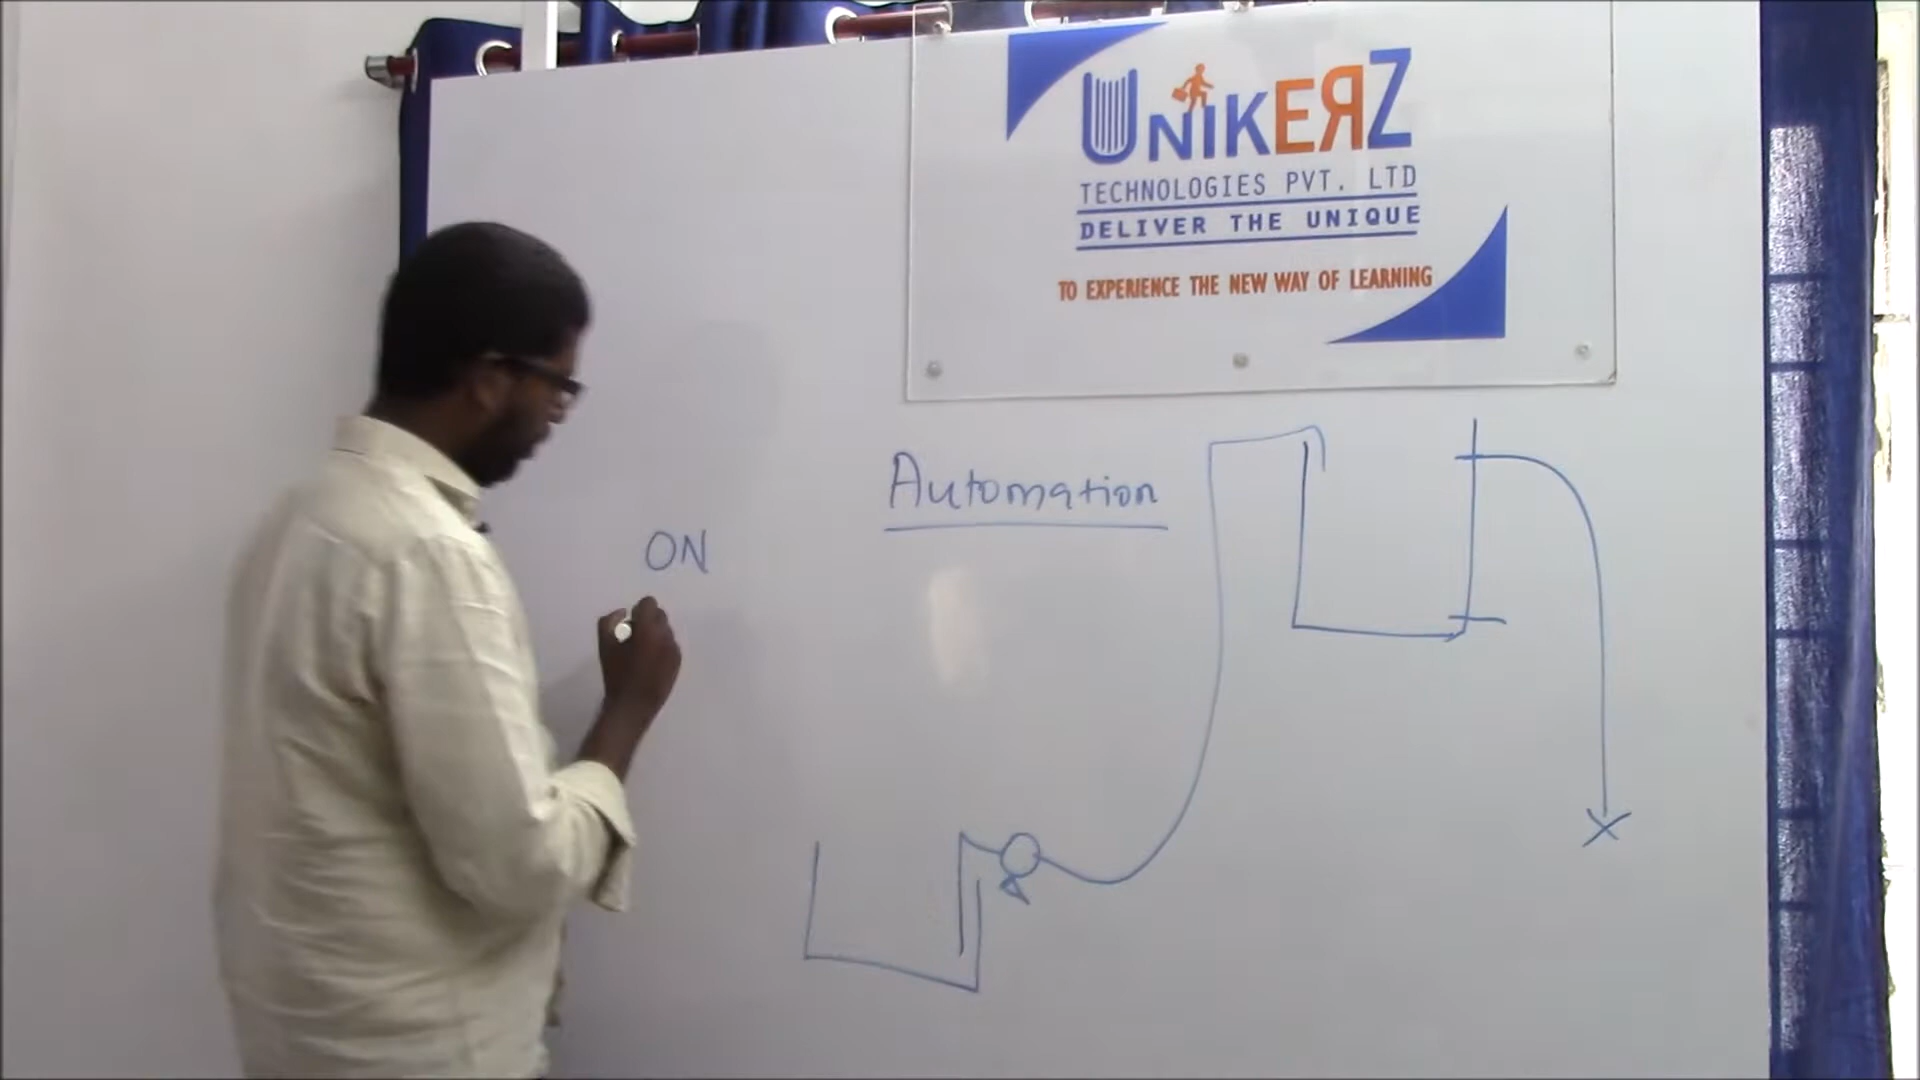 UNIKERZ
TECHNOLOGIES PVT. LTD
DELIVER THE UNIQUE
TO EXPERIENCE THE NEW WAY OF LEARNING
Automation
ON